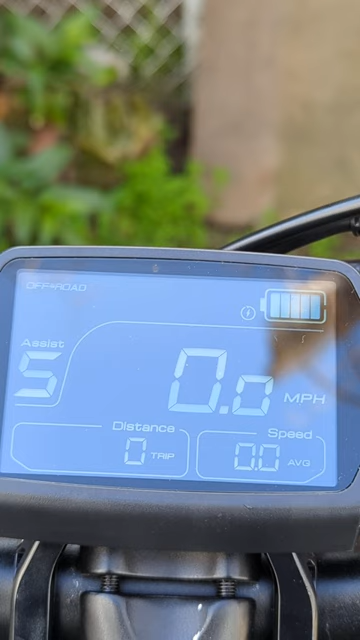 OFF-ROAD
i
Assist
5
0.0 MPH
Distance
0 TRIP
Speed
0.0 AVG